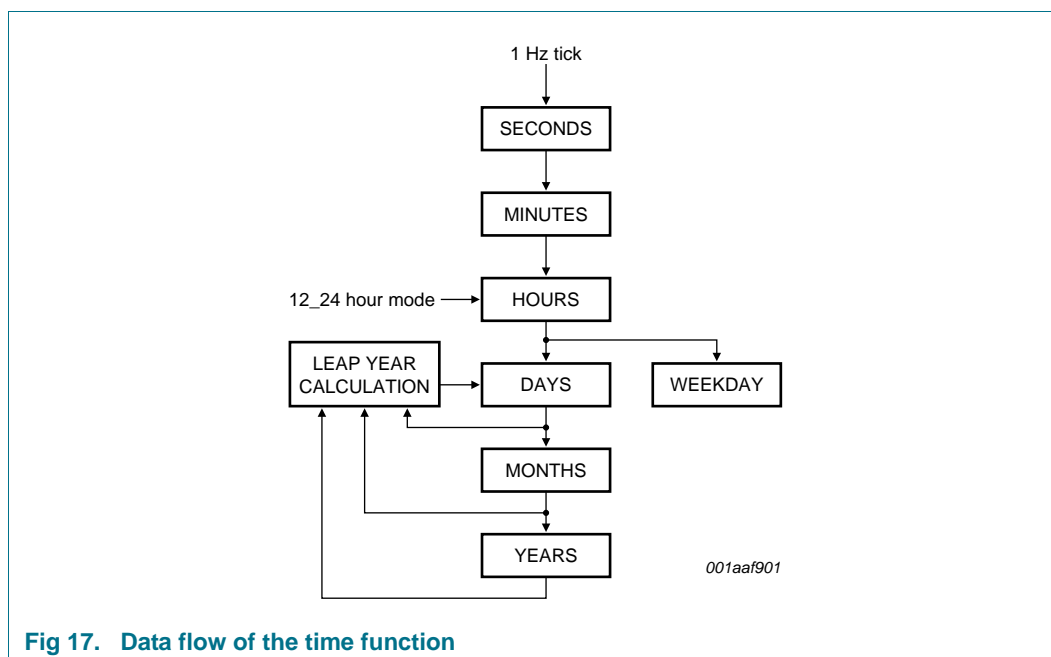 1 Hz tick
SECONDS
MINUTES
12_24 hour mode
HOURS
LEAP YEAR
CALCULATION
DAYS
WEEKDAY
MONTHS
YEARS
001aaf901
Fig 17. Data flow of the time function